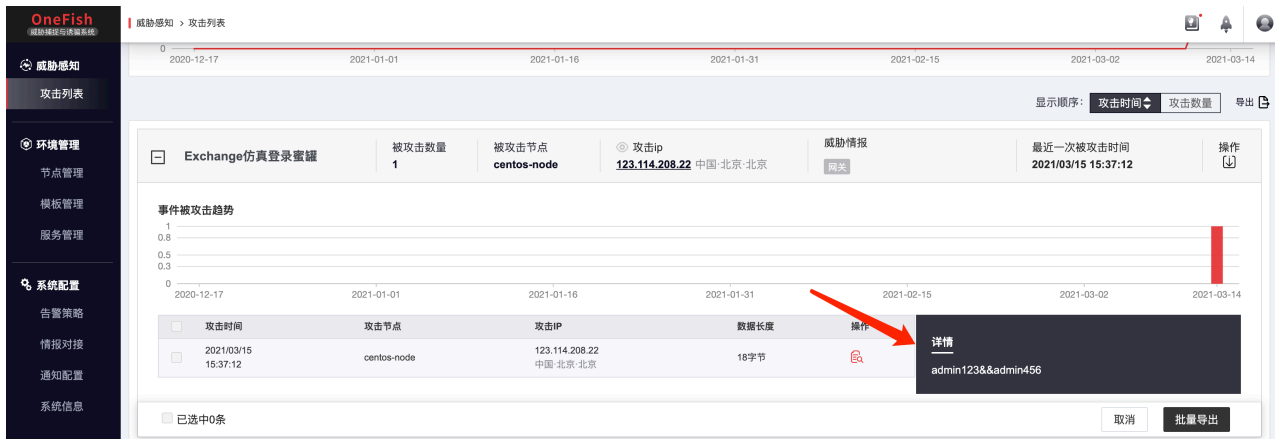 OneFish
威胁捕捉与诱骗系统
威胁感知 > 攻击列表
威胁感知
攻击列表
环境管理
节点管理
模板管理
服务管理
系统配置
告警策略
情报对接
通知配置
系统信息
0
2020-12-17 2021-01-01 2021-01-16 2021-01-31 2021-02-15 2021-03-02 2021-03-14
显示顺序: 攻击时间 攻击数量 导出
Exchange仿真登录蜜罐
被攻击数量
1
被攻击节点
centos-node
攻击ip
123.114.208.22 中国·北京·北京
威胁情报
网关
最近一次被攻击时间
2021/03/15 15:37:12
操作
事件被攻击趋势
1
0.8
0.5
0.3
0
2020-12-17 2021-01-01 2021-01-16 2021-01-31 2021-02-15 2021-03-02 2021-03-14
攻击时间 攻击节点 攻击IP 数据长度 操作
2021/03/15
15:37:12
centos-node
123.114.208.22
中国·北京·北京
18字节
详情
admin123&&admin456
已选中0条
取消 批量导出